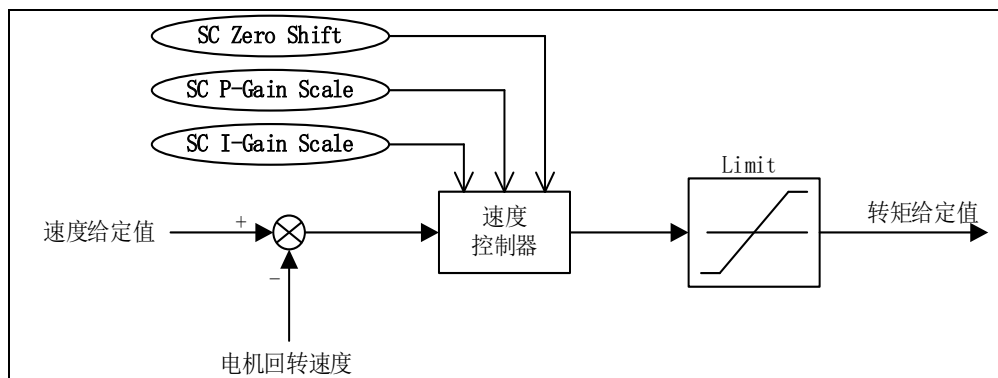 SC Zero Shift
SC P-Gain Scale
SC I-Gain Scale
Limit
速度给定值
+
速度
控制器
转矩给定值
−
电机回转速度